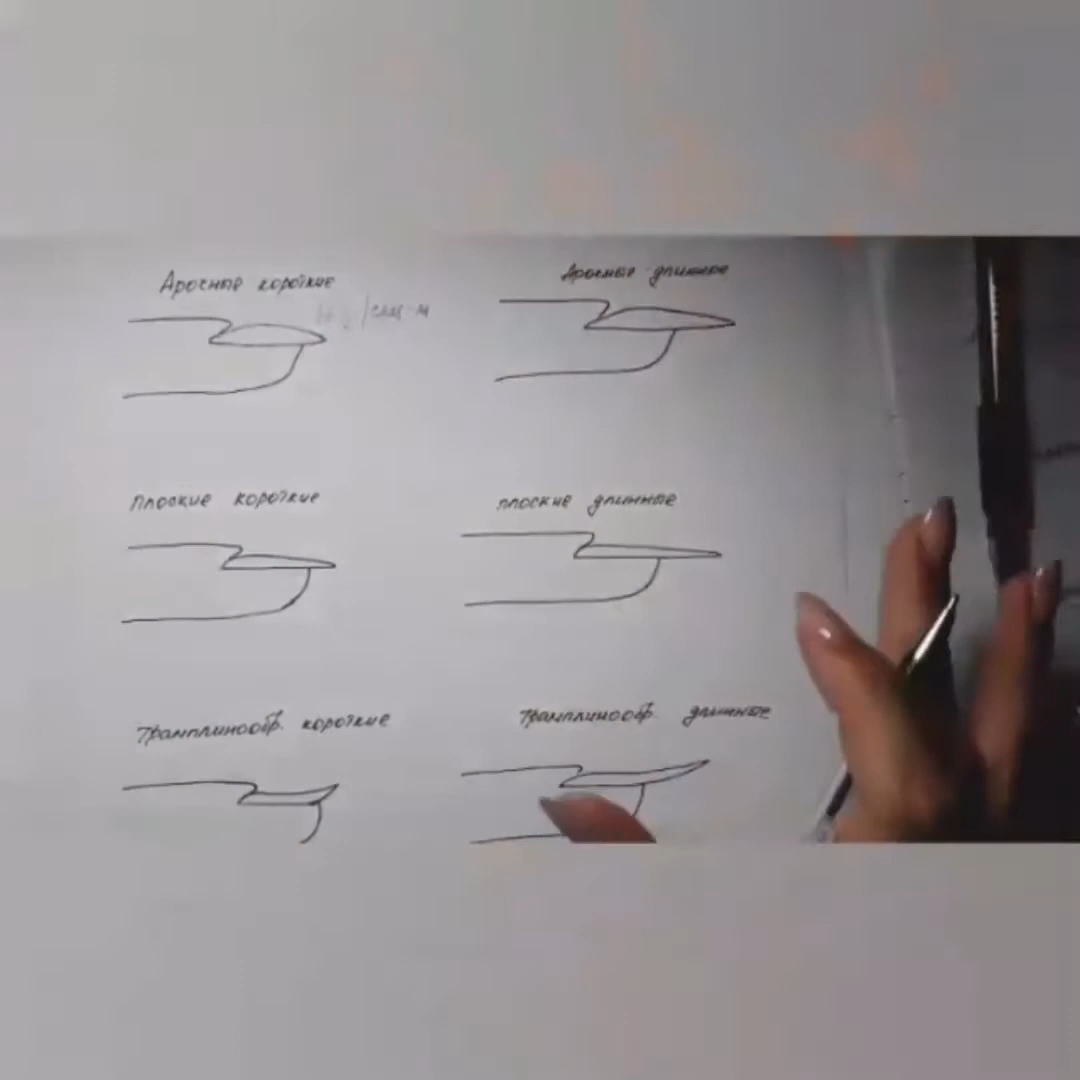 Арочные короткие
Арочные длинные
плоские короткие
плоские длинные
Трамплинообр. короткие
Трамплинообр. длинные